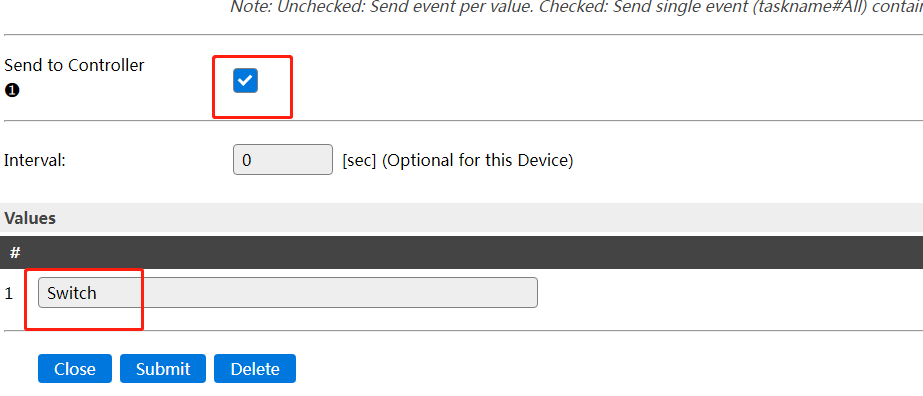 Note: Unchecked: Send event per value. Checked: Send single event (taskname#All) contain
Send to Controller
❶
Interval: 0 [sec] (Optional for this Device)
Values
#
1 Switch
Close Submit Delete